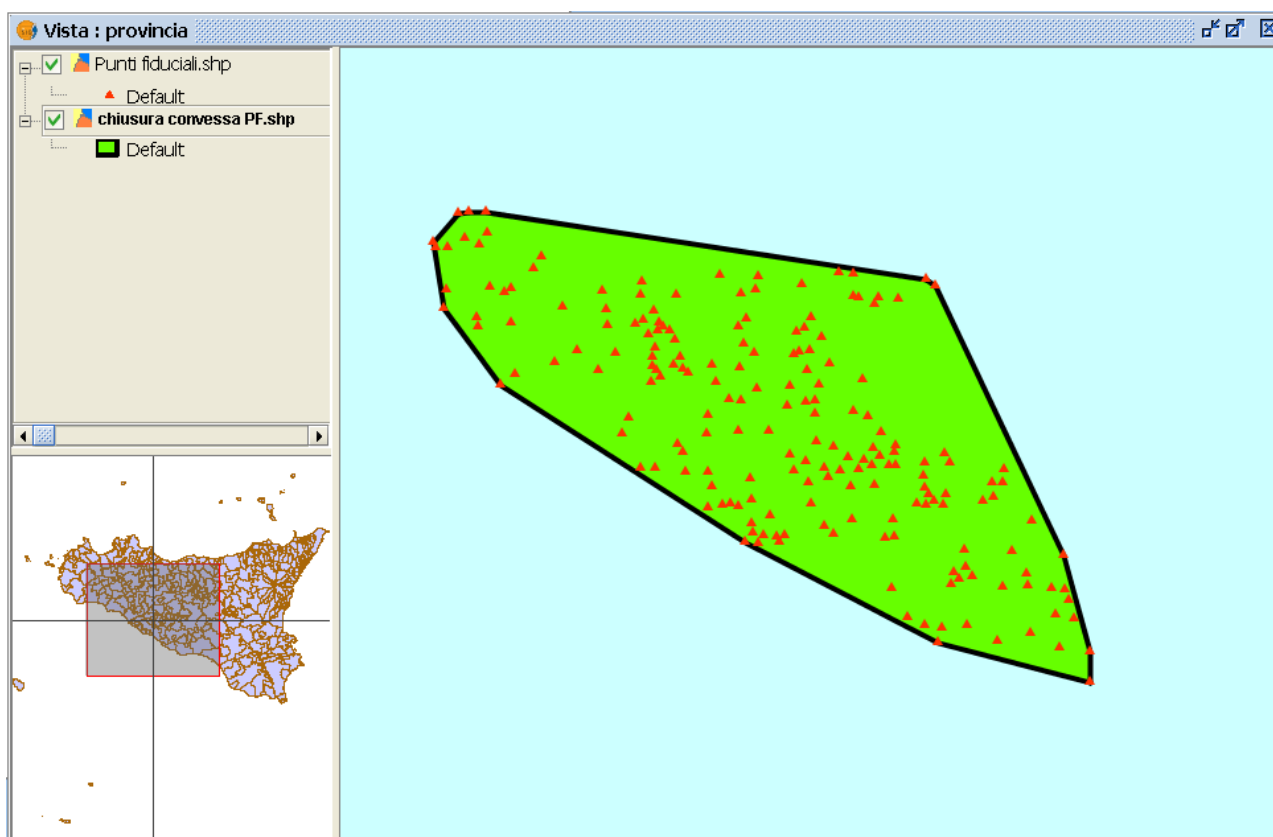 Vista : provincia
Punti fiduciali.shp
Default
chiusura convessa PF.shp
Default